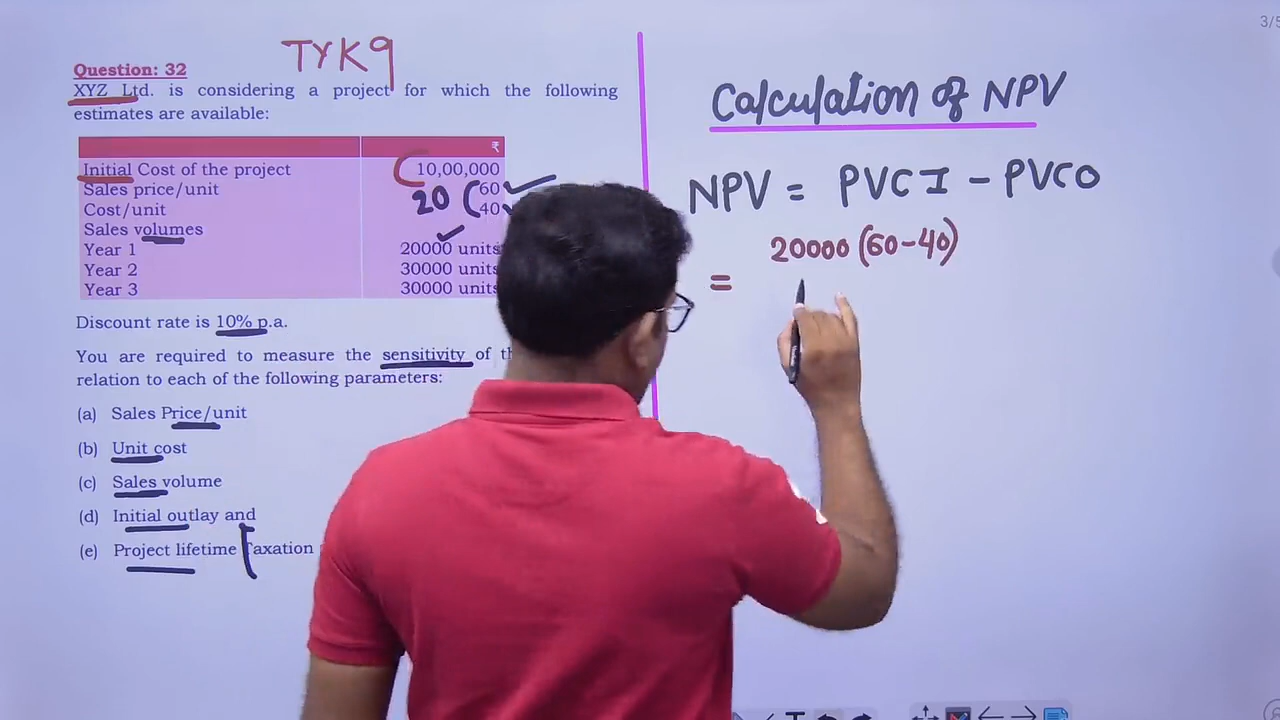 TYK9
Question: 32
XYZ Ltd. is considering a project for which the following
estimates are available:
₹
Initial Cost of the project 10,00,000
Sales price/unit 60
Cost/unit 20 ( 40
Sales volumes
Year 1 20000 units
Year 2 30000 units
Year 3 30000 units
Discount rate is 10% p.a.
You are required to measure the sensitivity of
relation to each of the following parameters:
(a) Sales Price/unit
(b) Unit cost
(c) Sales volume
(d) Initial outlay and
(e) Project lifetime Taxation
Calculation of NPV
NPV = PVCI - PVCO
= 20000 (60-40)
3/5